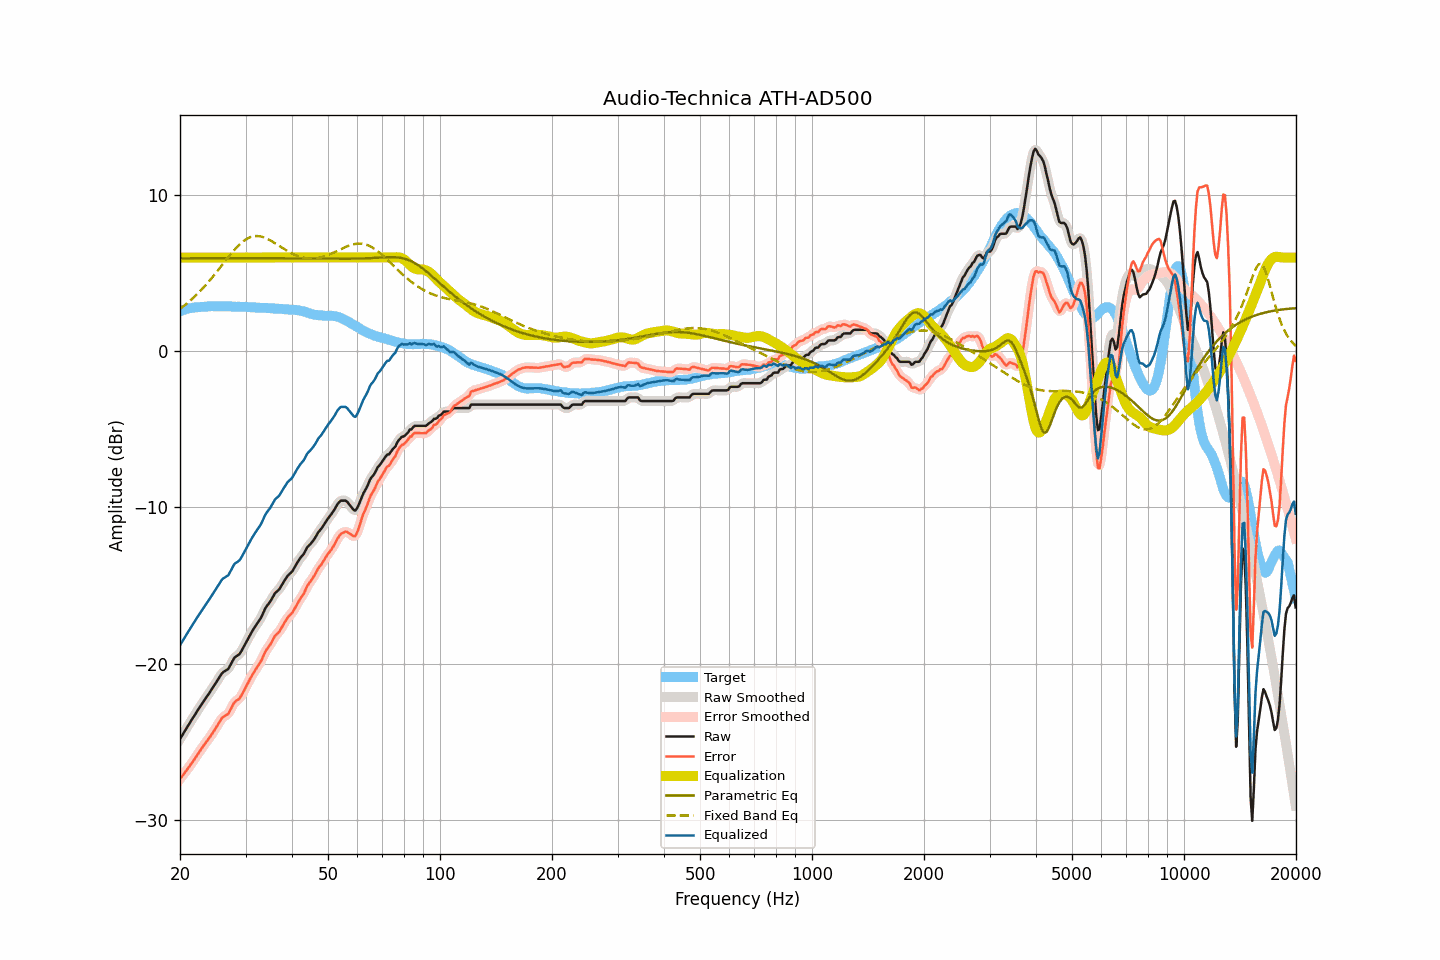 Audio-Technica ATH-AD500
Amplitude (dBr)
10
0
−10
−20
−30
Target
Raw Smoothed
Error Smoothed
Raw
Error
Equalization
Parametric Eq
Fixed Band Eq
Equalized
20 50 100 200 500 1000 2000 5000 10000 20000
Frequency (Hz)